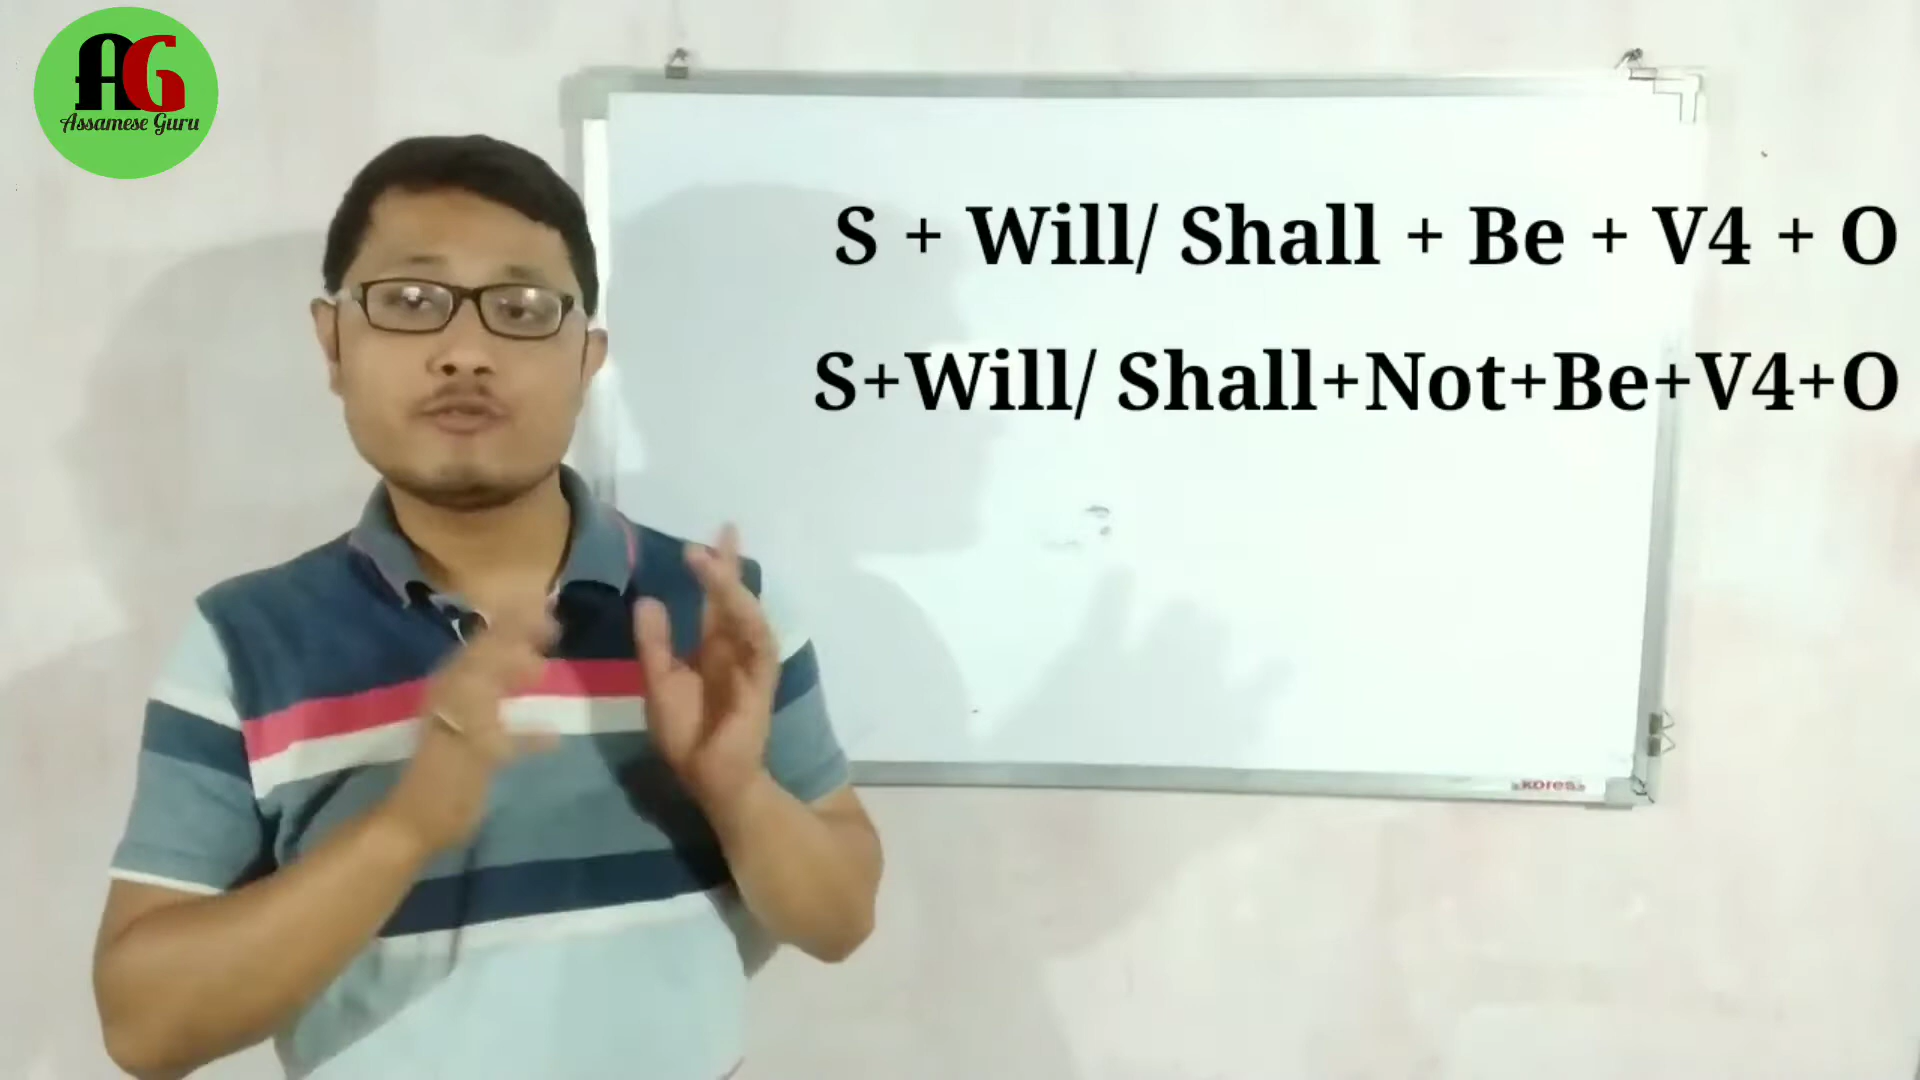 AG
Assamese Guru
S + Will/ Shall + Be + V4 + O
S+Will/ Shall+Not+Be+V4+O
kores